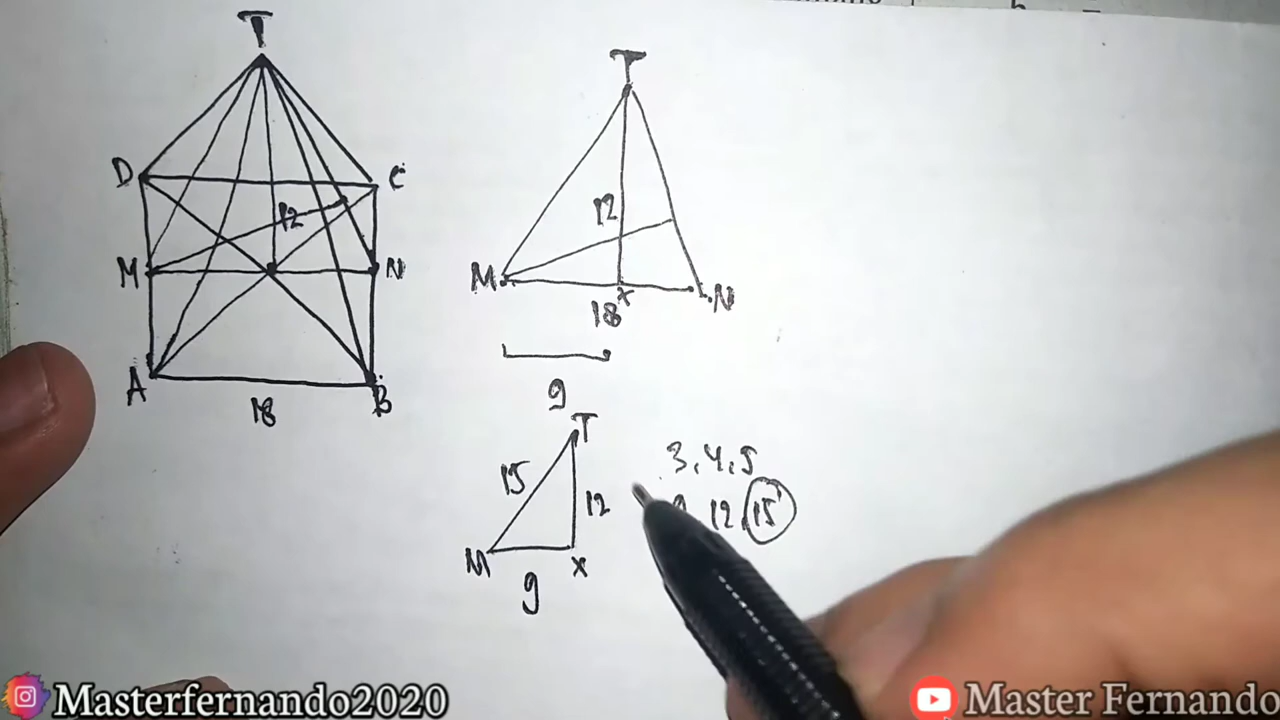 T
D
C
12
M
N
A
B
18
T
12
M
N
18
x
9
T
15
12
M
x
9
3, 4, 5
12 15
Masterfernando2020
Master Fernando